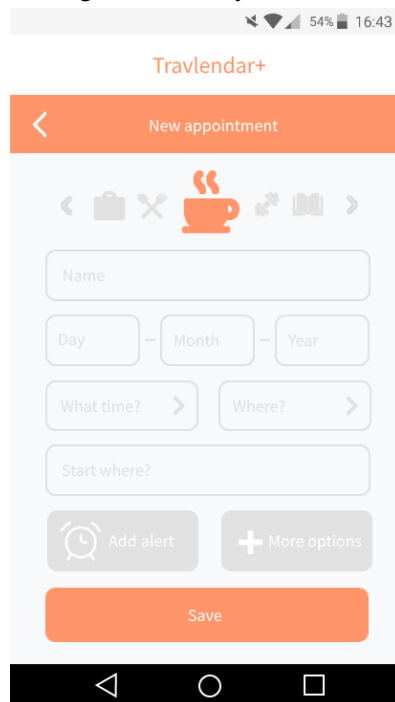 54% 16:43
Travlendar+
New appointment
Name
Day - Month - Year
What time? Where?
Start where?
Add alert More options
Save